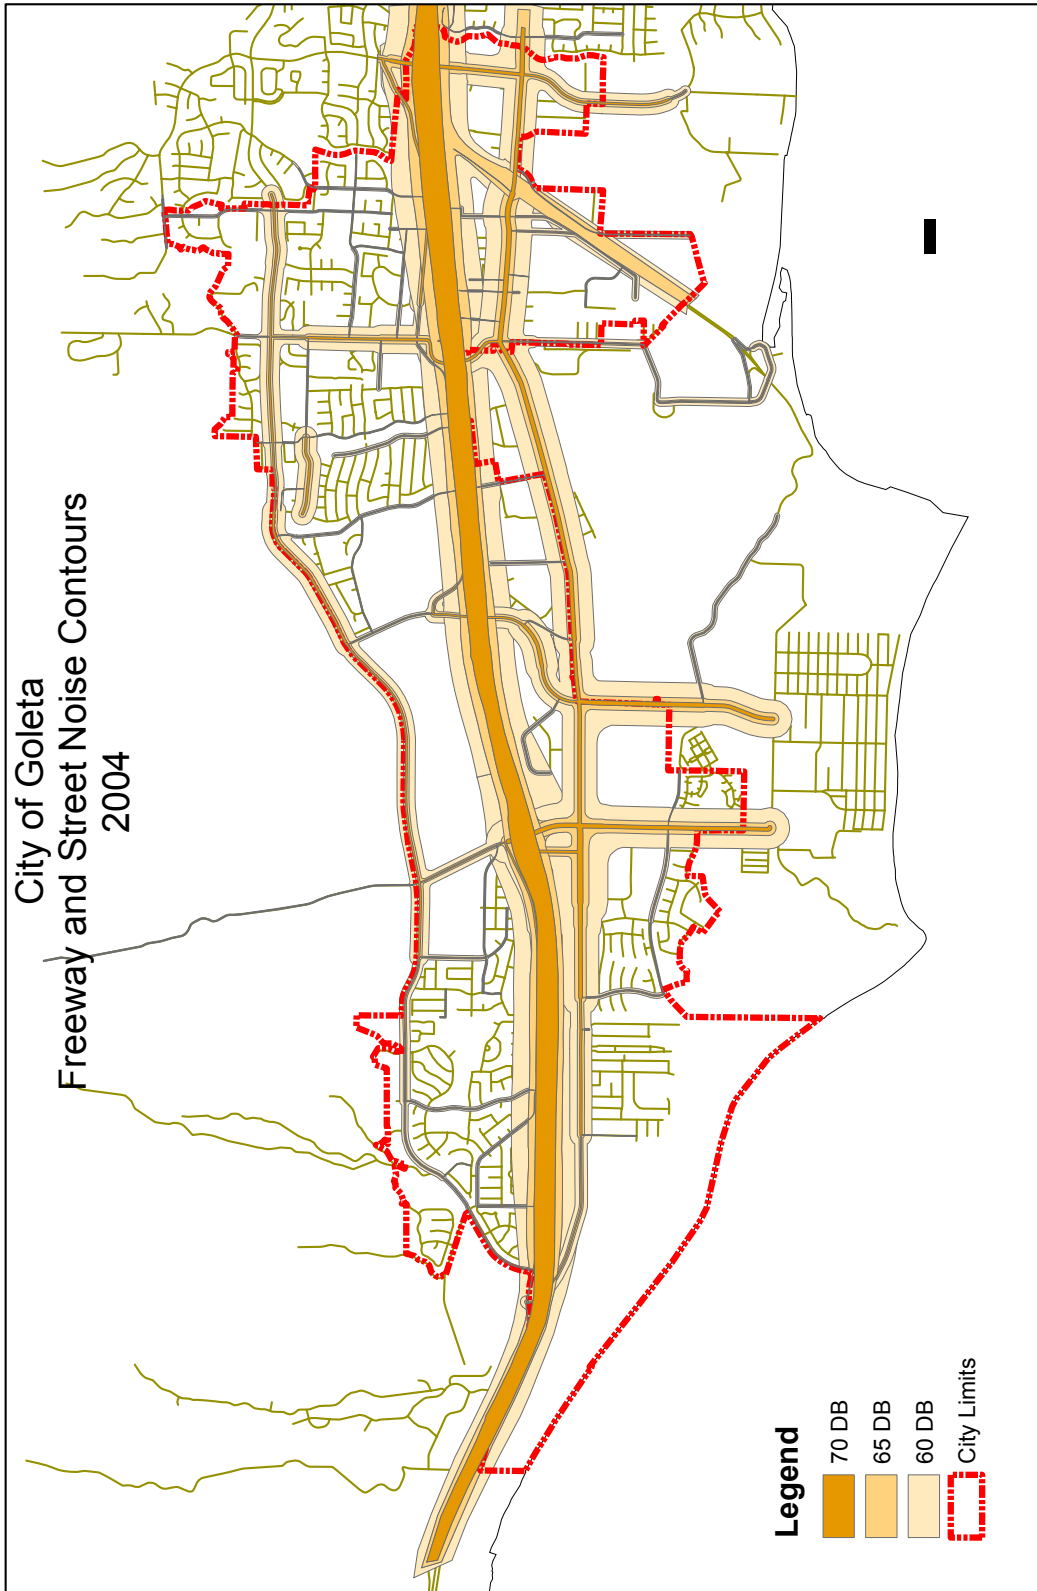 City of Goleta
Freeway and Street Noise Contours
2004
Legend
70 DB
65 DB
60 DB
City Limits